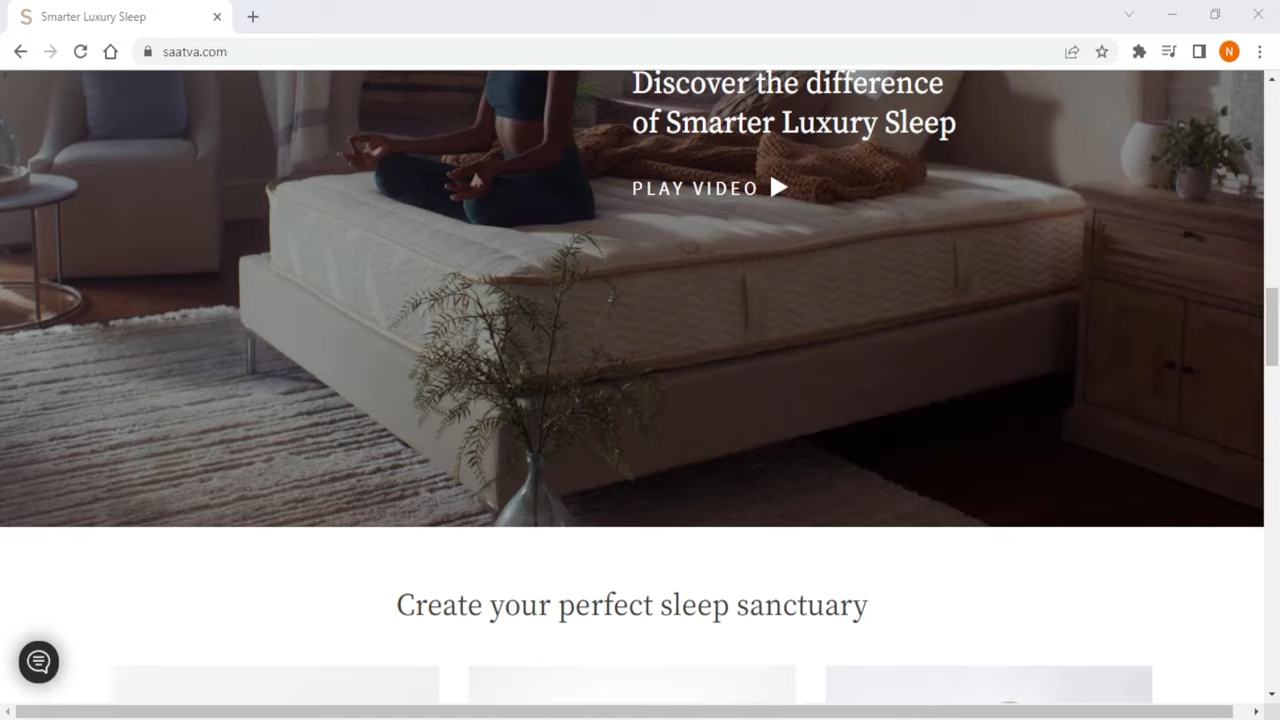 Smarter Luxury Sleep
saatva.com
N
Discover the difference
of Smarter Luxury Sleep
PLAY VIDEO
Create your perfect sleep sanctuary